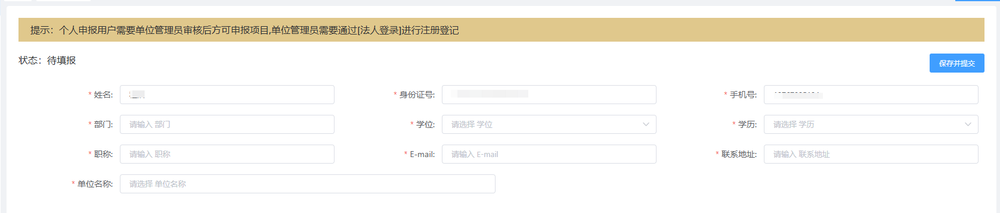 提示：个人申报用户需要单位管理员审核后方可申报项目,单位管理员需要通过[法人登录]进行注册登记
状态：待填报
保存并提交
* 姓名:
* 身份证号:
* 手机号:
* 部门: 请输入 部门
* 学位: 请选择 学位
* 学历: 请选择 学历
* 职称: 请输入 职称
* E-mail: 请输入 E-mail
* 联系地址: 请输入 联系地址
* 单位名称: 请选择 单位名称